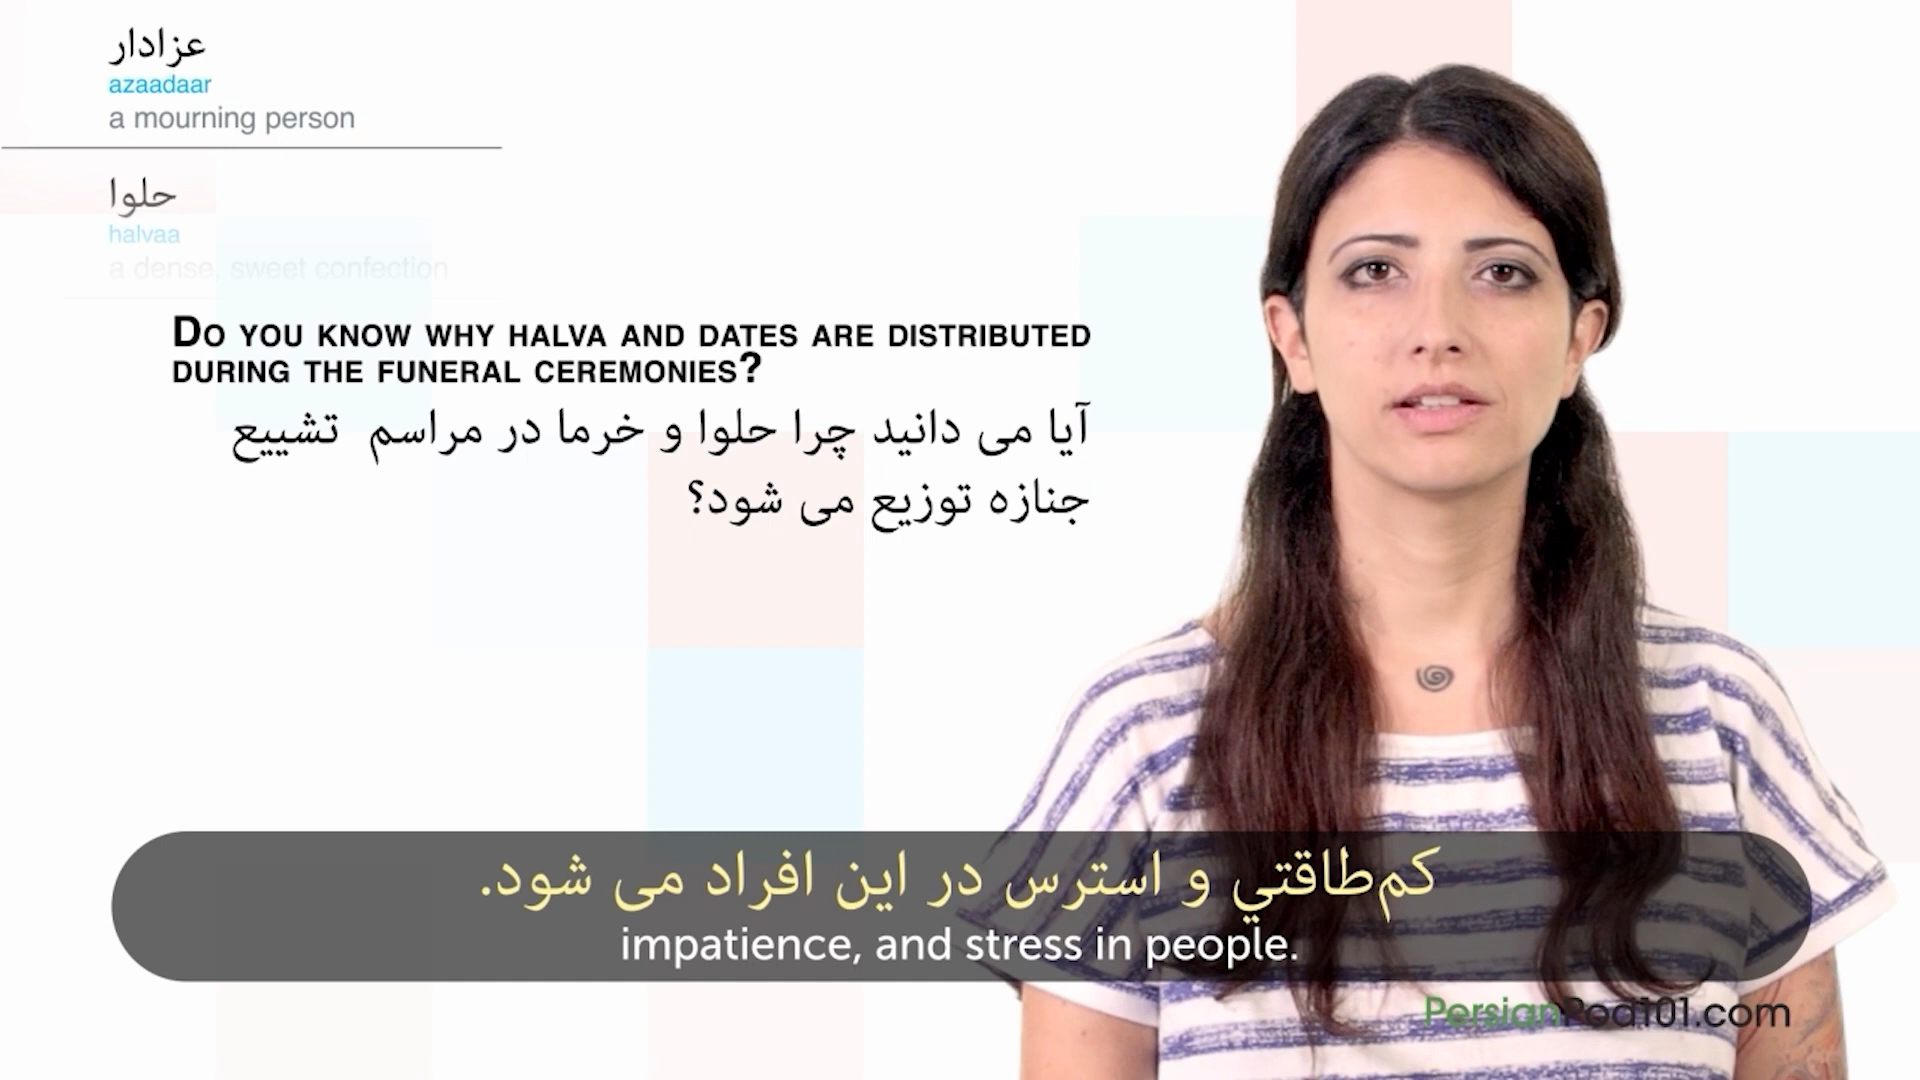 عزادار
azaadaar
a mourning person
حلوا
halvaa
a dense, sweet confection
DO YOU KNOW WHY HALVA AND DATES ARE DISTRIBUTED
DURING THE FUNERAL CEREMONIES?
آیا می دانید چرا حلوا و خرما در مراسم تشییع
جنازه توزیع می شود؟
کم‌طاقتي و استرس در این افراد می شود.
impatience, and stress in people.
PersianPod101.com